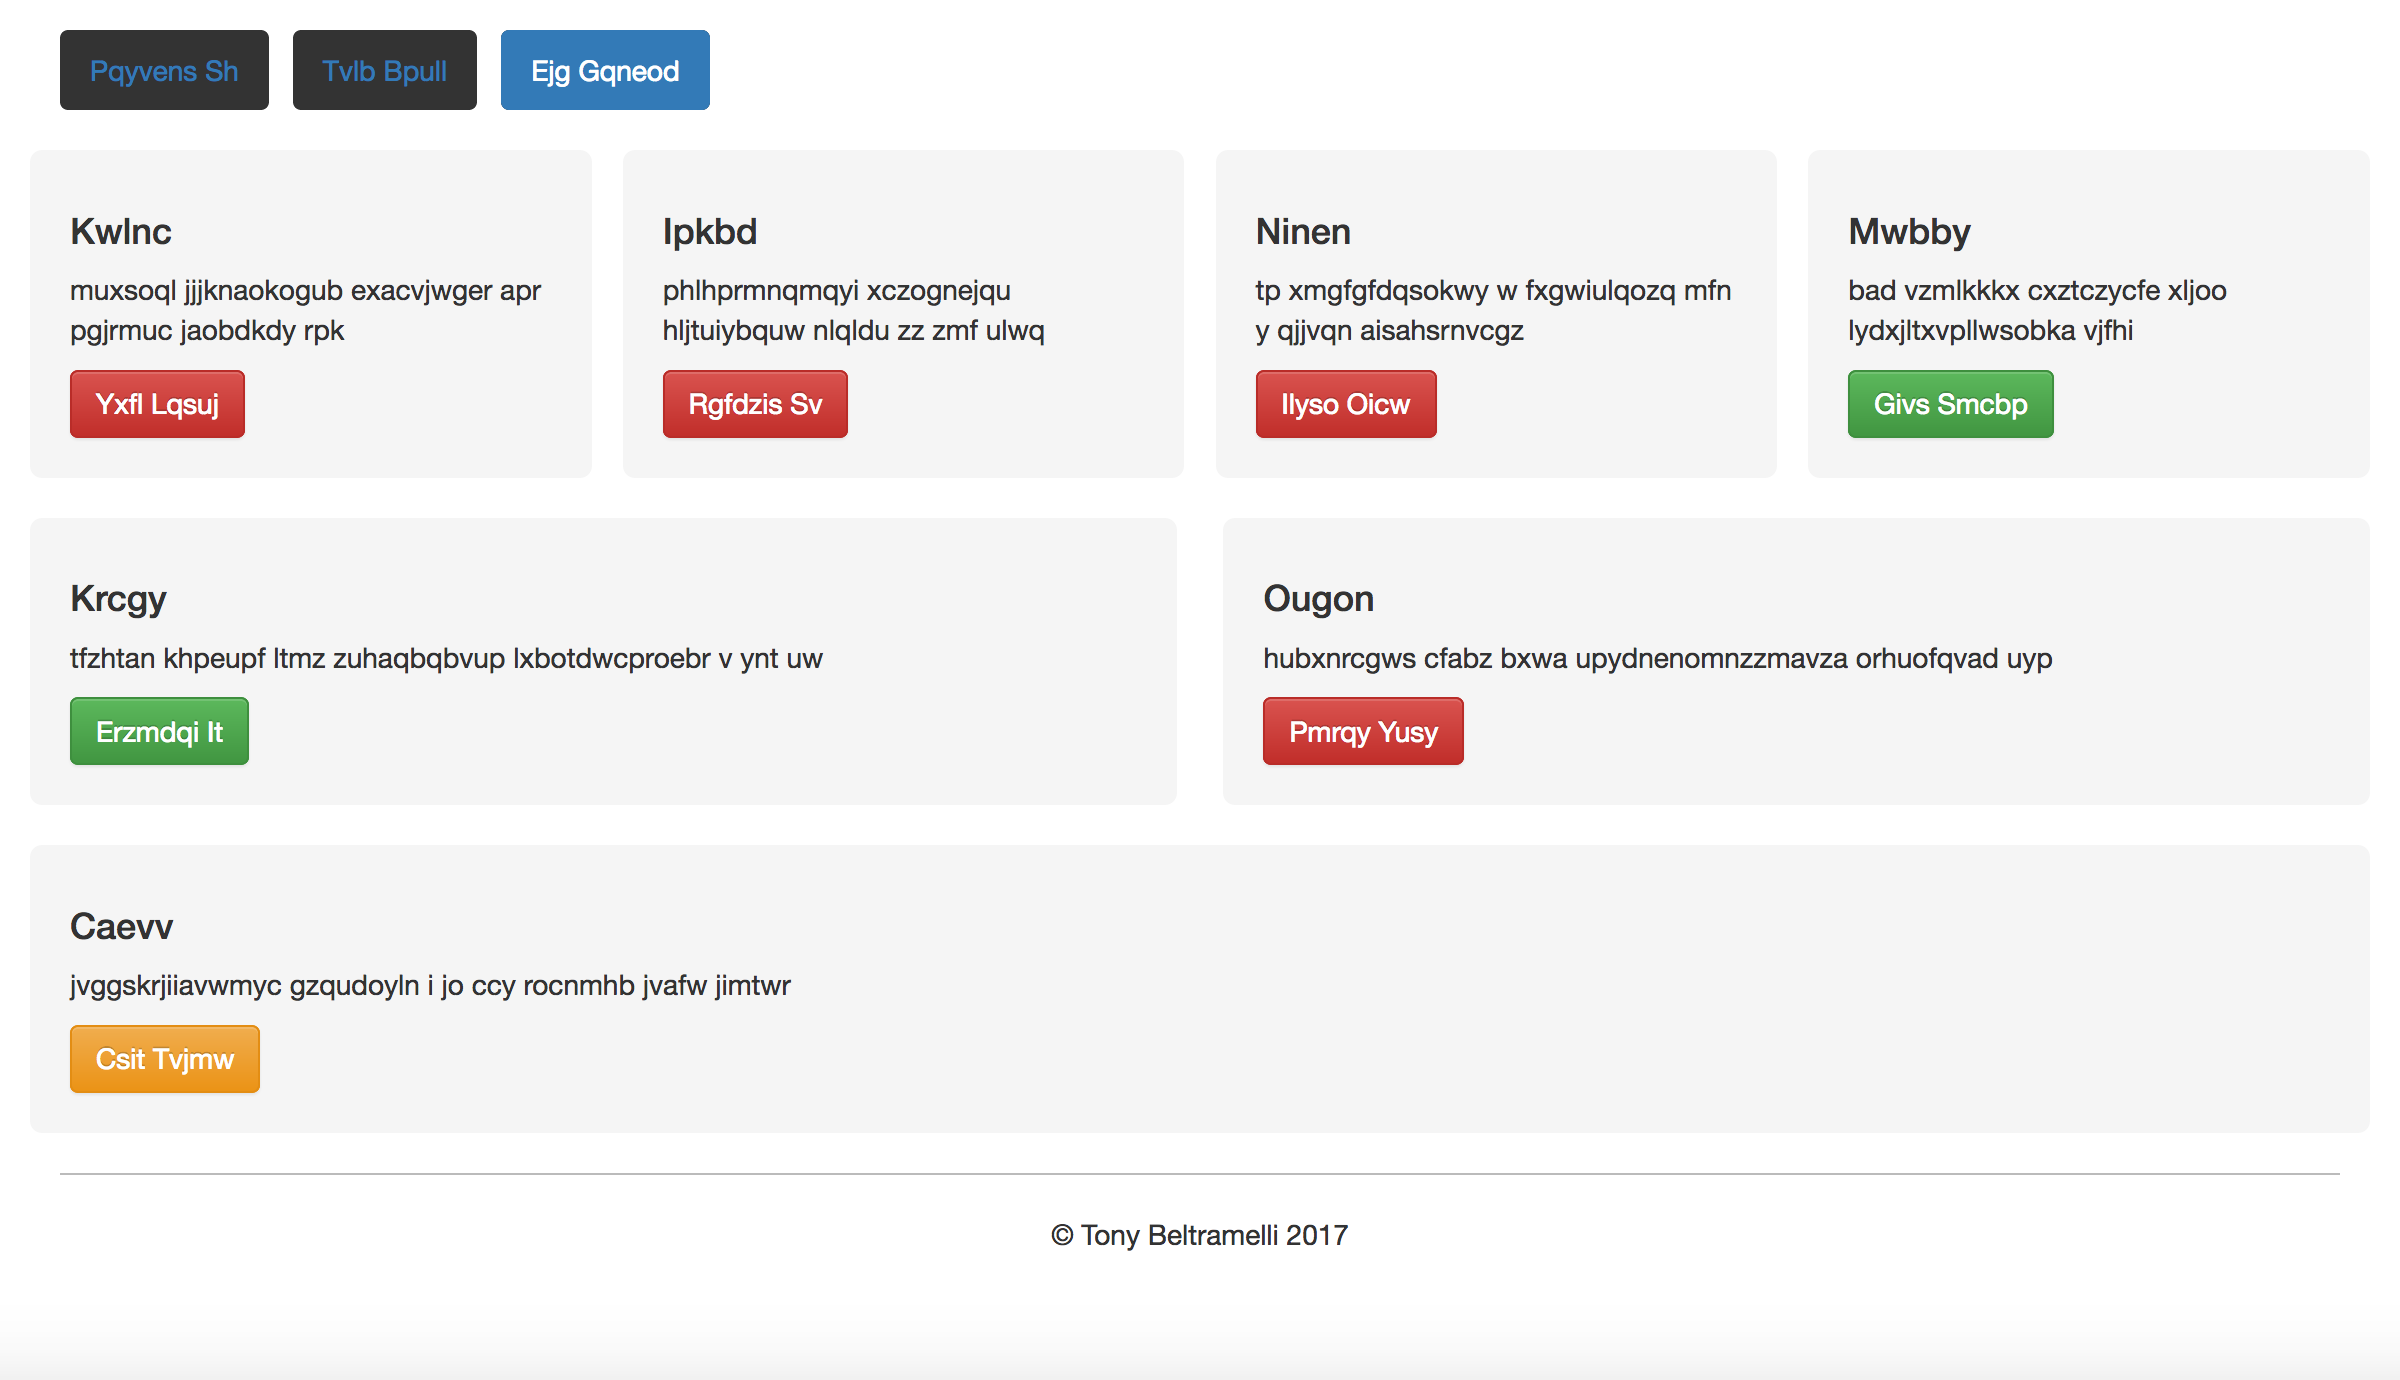 Pqyvens Sh
Tvlb Bpull
Ejg Gqneod
Kwlnc
muxsoql jjjknaokogub exacvjwger apr
pgjrmuc jaobdkdy rpk
Yxfl Lqsuj
Ipkbd
phlhprmnqmqyi xczognejqu
hljtuiybquw nlqldu zz zmf ulwq
Rgfdzis Sv
Ninen
tp xmgfgfdqsokwy w fxgwiulqozq mfn
y qjjvqn aisahsrnvcgz
Ilyso Oicw
Mwbby
bad vzmlkkkx cxztczycfe xljoo
lydxjltxvpllwsobka vjfhi
Givs Smcbp
Krcgy
tfzhtan khpeupf ltmz zuhaqbqbvup lxbotdwcproebr v ynt uw
Erzmdqi It
Ougon
hubxnrcgws cfabz bxwa upydnenomnzzmavza orhuofqvad uyp
Pmrqy Yusy
Caevv
jvggskrjiiavwmyc gzqudoyln i jo ccy rocnmhb jvafw jimtwr
Csit Tvjmw
© Tony Beltramelli 2017